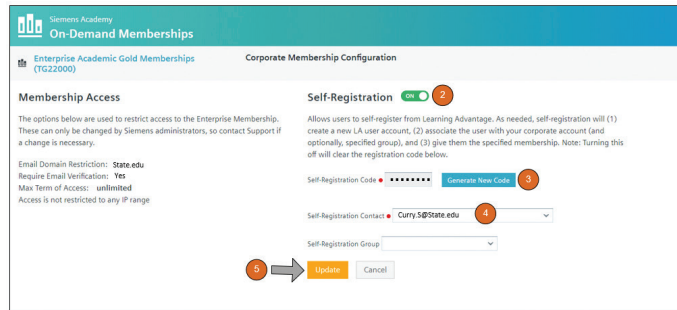 Siemens Academy
On-Demand Memberships
Enterprise Academic Gold Memberships
(TG22000)
Corporate Membership Configuration
Membership Access
The options below are used to restrict access to the Enterprise Membership.
These can only be changed by Siemens administrators, so contact Support if
a change is necessary.
Email Domain Restriction: State.edu
Require Email Verification: Yes
Max Term of Access: unlimited
Access is not restricted to any IP range
Self-Registration ON 2
Allows users to self-register from Learning Advantage. As needed, self-registration will (1)
create a new LA user account, (2) associate the user with your corporate account (and
optionally, specified group), and (3) give them the specified membership. Note: Turning this
off will clear the registration code below.
Self-Registration Code •••••••• Generate New Code 3
Self-Registration Contact Curry.S@State.edu 4
Self-Registration Group
5 Update Cancel